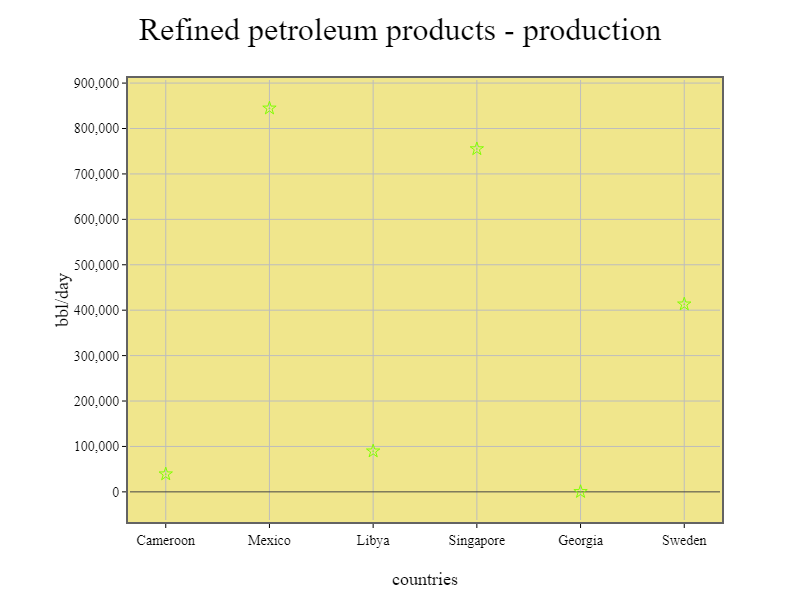 Refined petroleum products - production
bbl/day
900,000
800,000
700,000
600,000
500,000
400,000
300,000
200,000
100,000
0
Cameroon Mexico Libya Singapore Georgia Sweden
countries